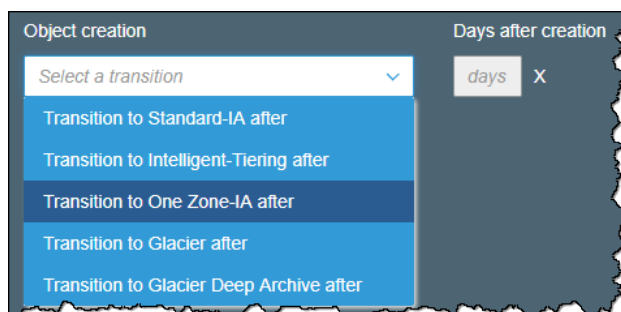 Object creation
Days after creation
Select a transition
days X
Transition to Standard-IA after
Transition to Intelligent-Tiering after
Transition to One Zone-IA after
Transition to Glacier after
Transition to Glacier Deep Archive after